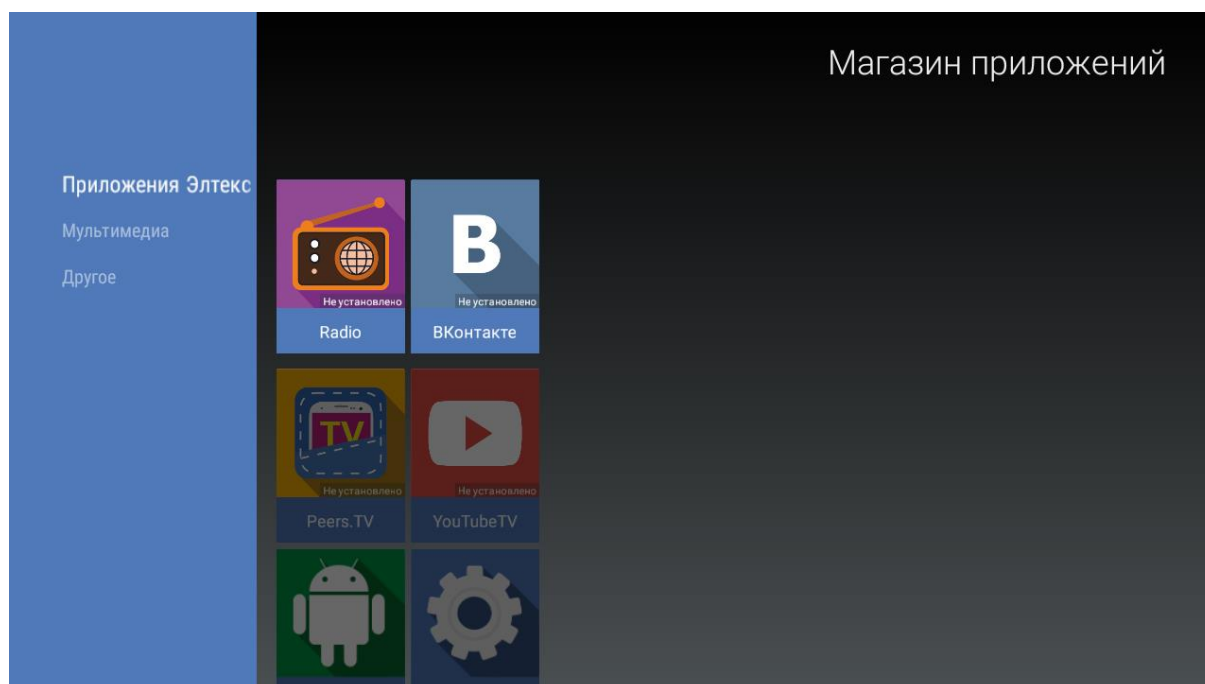 Магазин приложений
Приложения Элтекс
Мультимедиа
Другое
Не установлено
Не установлено
Radio
ВКонтакте
B
TV
Не установлено
Не установлено
Peers.TV
YouTubeTV